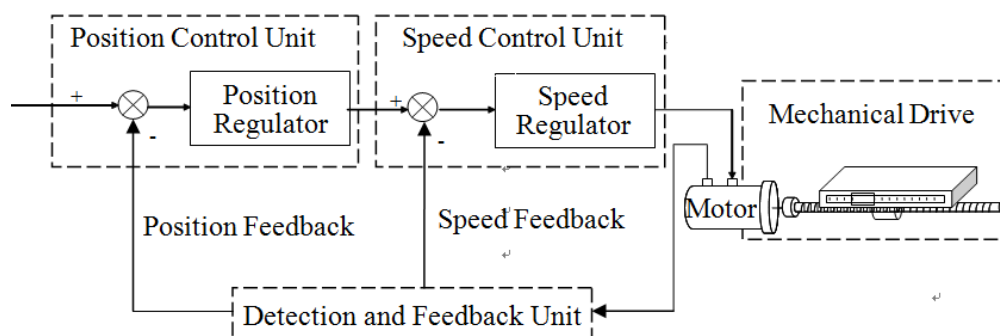 Position Control Unit
Speed Control Unit
+
Position
Regulator
-
+
Speed
Regulator
-
Mechanical Drive
Motor
Position Feedback
Speed Feedback
Detection and Feedback Unit